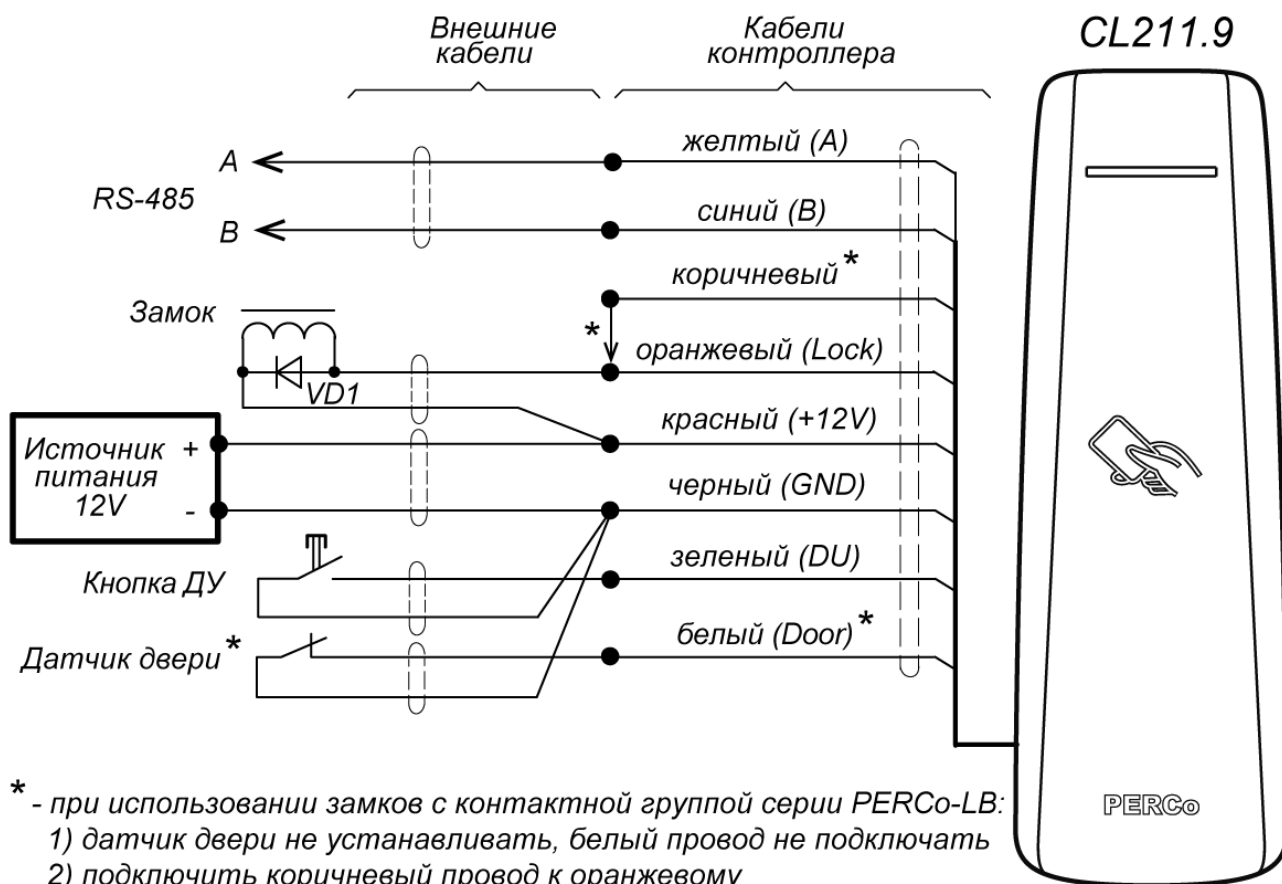 Внешние
кабели
Кабели
контроллера
CL211.9
A
желтый (A)
RS-485
B
синий (B)
коричневый*
Замок
*
оранжевый (Lock)
VD1
красный (+12V)
Источник +
питания
12V -
черный (GND)
Кнопка ДУ
зеленый (DU)
Датчик двери*
белый (Door)*
* - при использовании замков с контактной группой серии PERCo-LB:
1) датчик двери не устанавливать, белый провод не подключать
2) подключить коричневый провод к оранжевому
PERCo